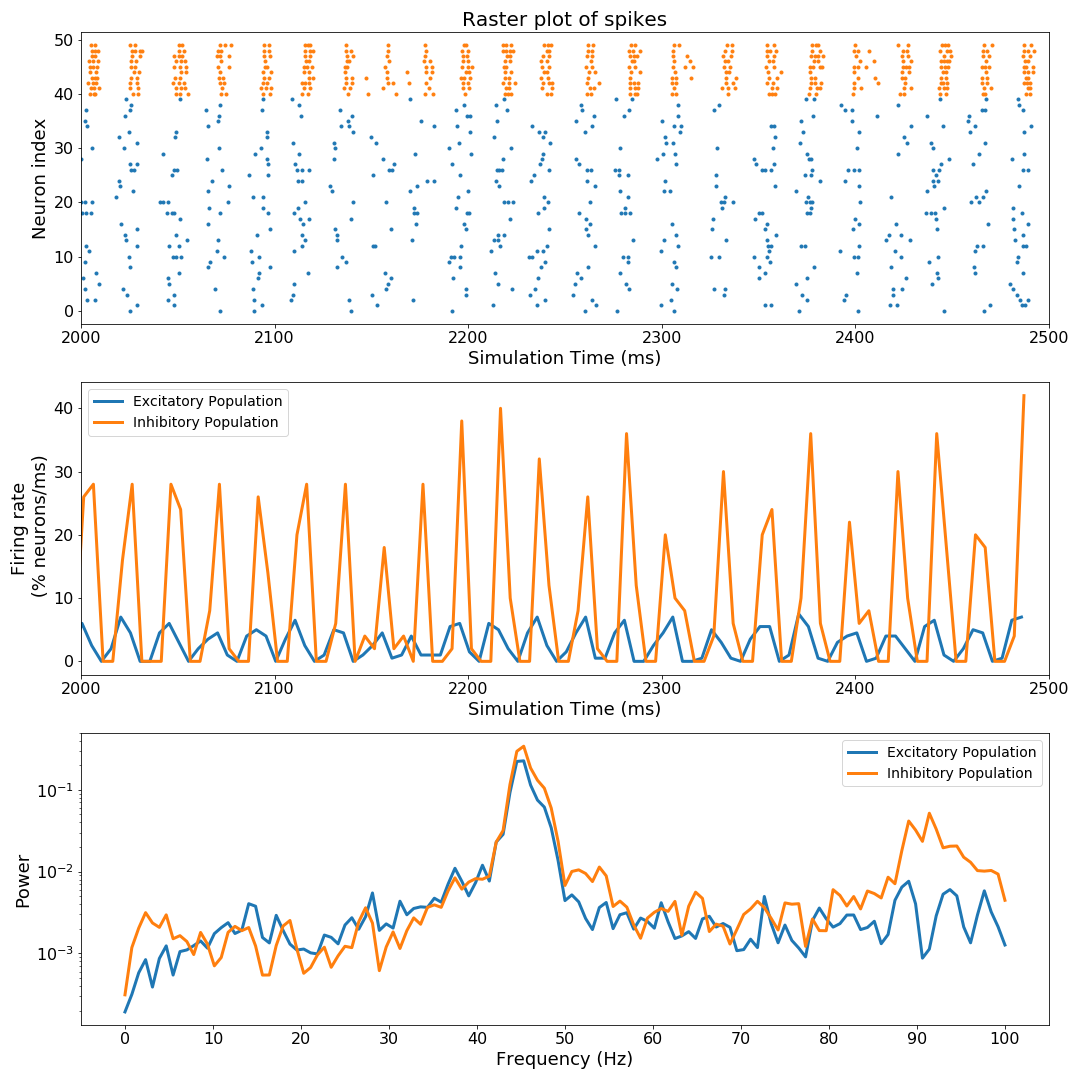 Raster plot of spikes
50
40
30
20
10
0
Neuron index
2000 2100 2200 2300 2400 2500
Simulation Time (ms)
Excitatory Population
Inhibitory Population
40
30
20
10
0
Firing rate
(% neurons/ms)
2000 2100 2200 2300 2400 2500
Simulation Time (ms)
Excitatory Population
Inhibitory Population
10⁻¹
10⁻²
10⁻³
Power
0 10 20 30 40 50 60 70 80 90 100
Frequency (Hz)